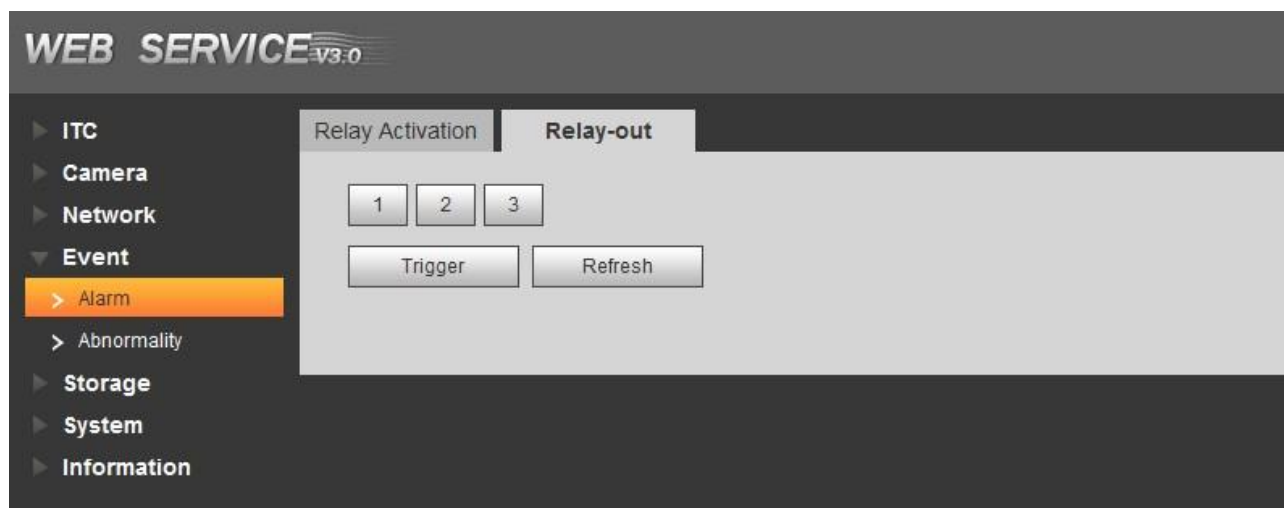 WEB SERVICE V3.0
ITC
Camera
Network
Event
Alarm
Abnormality
Storage
System
Information
Relay Activation
Relay-out
1 2 3
Trigger Refresh